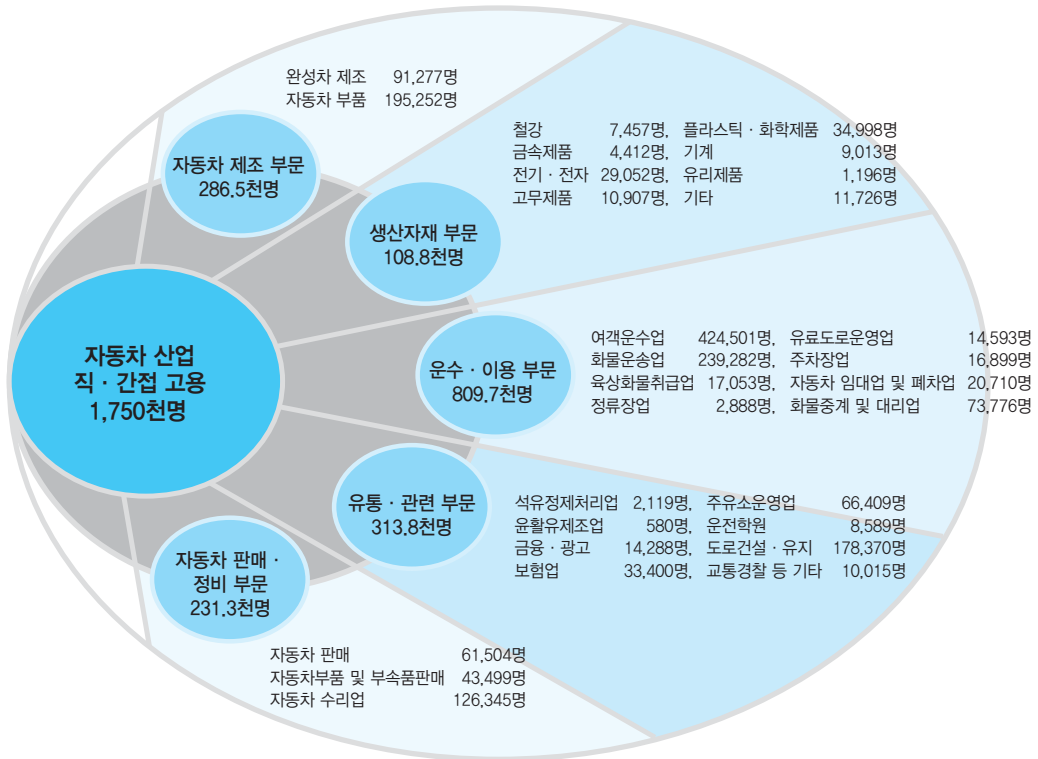 완성차 제조 91,277명
자동차 부품 195,252명
자동차 제조 부문
286.5천명
철강 7,457명, 플라스틱 · 화학제품 34,998명
금속제품 4,412명, 기계 9,013명
전기 · 전자 29,052명, 유리제품 1,196명
고무제품 10,907명, 기타 11,726명
생산자재 부문
108.8천명
자동차 산업
직 · 간접 고용
1,750천명
여객운수업 424,501명, 유료도로운영업 14,593명
화물운송업 239,282명, 주차장업 16,899명
육상화물취급업 17,053명, 자동차 임대업 및 폐차업 20,710명
정류장업 2,888명, 화물중계 및 대리업 73,776명
운수 · 이용 부문
809.7천명
유통 · 관련 부문
313.8천명
석유정제처리업 2,119명, 주유소운영업 66,409명
윤활유제조업 580명, 운전학원 8,589명
금융 · 광고 14,288명, 도로건설 · 유지 178,370명
보험업 33,400명, 교통경찰 등 기타 10,015명
자동차 판매 ·
정비 부문
231.3천명
자동차 판매 61,504명
자동차부품 및 부속품판매 43,499명
자동차 수리업 126,345명